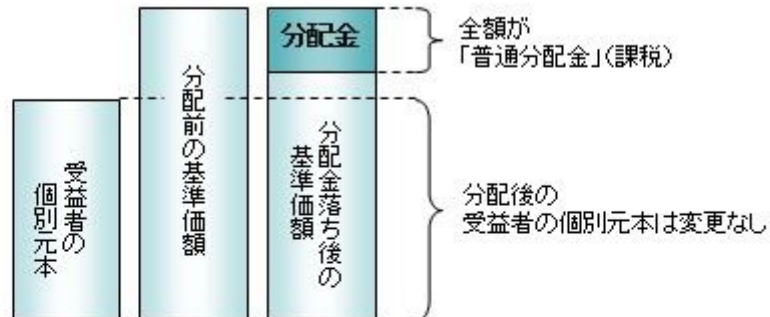 受益者の
個別元本
分配前の基準価額
分配金
分配金落ち後の
基準価額
全額が
「普通分配金」(課税)
分配後の
受益者の個別元本は変更なし